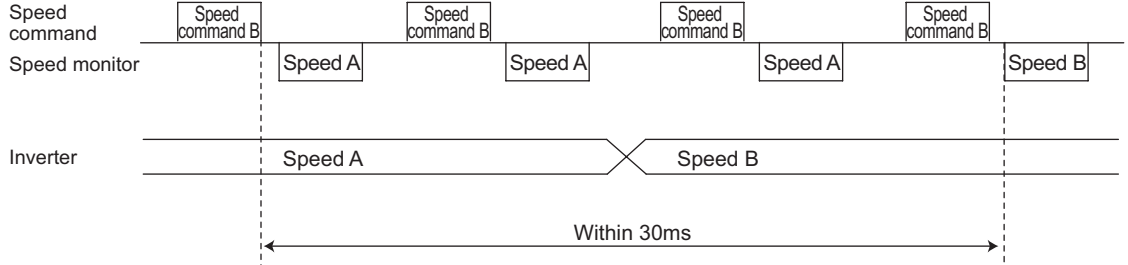 Speed
command
Speed
command B
Speed
command B
Speed
command B
Speed
command B
Speed monitor
Speed A
Speed A
Speed A
Speed B
Inverter
Speed A
Speed B
Within 30ms